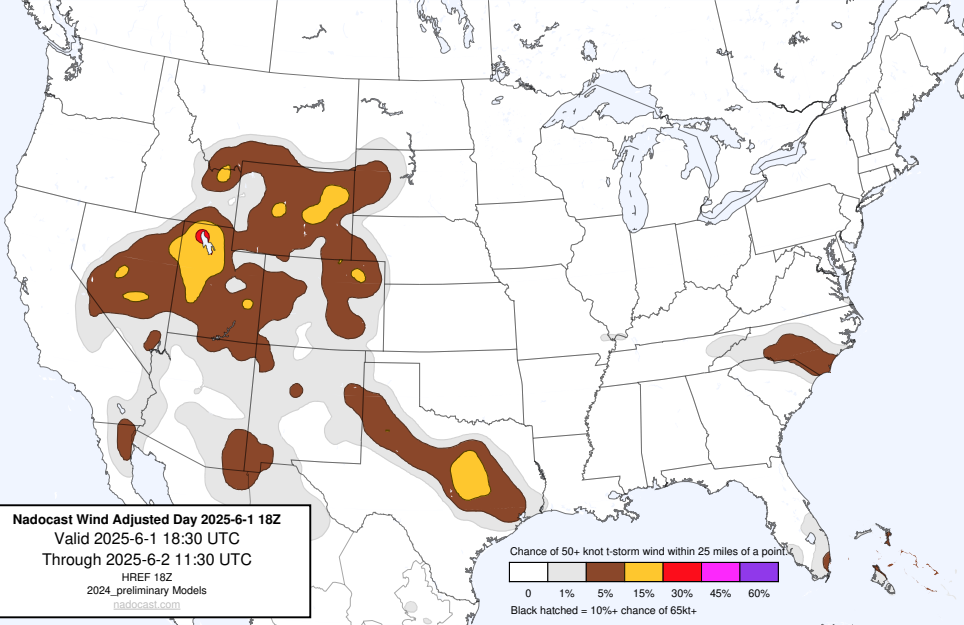 Nadocast Wind Adjusted Day 2025-6-1 18Z
Valid 2025-6-1 18:30 UTC
Through 2025-6-2 11:30 UTC
HREF 18Z
2024_preliminary Models
nadocast.com
Chance of 50+ knot t-storm wind within 25 miles of a point.
0 1% 5% 15% 30% 45% 60%
Black hatched = 10%+ chance of 65kt+